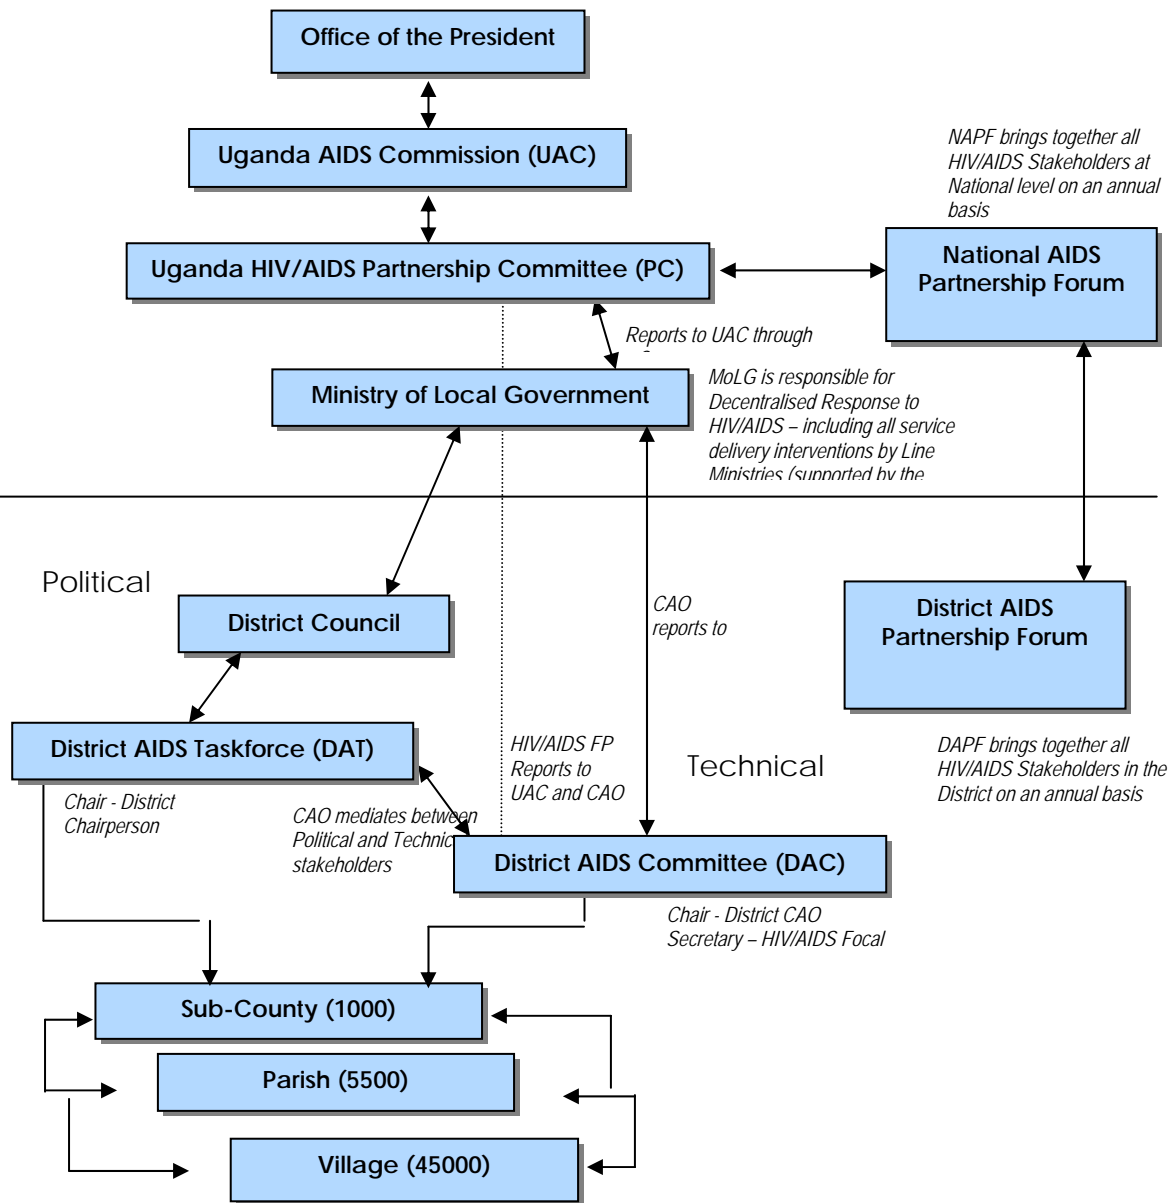 Office of the President
Uganda AIDS Commission (UAC)
NAPF brings together all
HIV/AIDS Stakeholders at
National level on an annual
basis
Uganda HIV/AIDS Partnership Committee (PC)
National AIDS
Partnership Forum
Reports to UAC through
Ministry of Local Government
MoLG is responsible for
Decentralised Response to
HIV/AIDS – including all service
delivery interventions by Line
Ministries (supported by the
Political
District Council
CAO
reports to
District AIDS
Partnership Forum
District AIDS Taskforce (DAT)
HIV/AIDS FP
Reports to
UAC and CAO
Technical
DAPF brings together all
HIV/AIDS Stakeholders in the
District on an annual basis
Chair - District
Chairperson
CAO mediates between
Political and Technic
stakeholders
District AIDS Committee (DAC)
Chair - District CAO
Secretary – HIV/AIDS Focal
Sub-County (1000)
Parish (5500)
Village (45000)